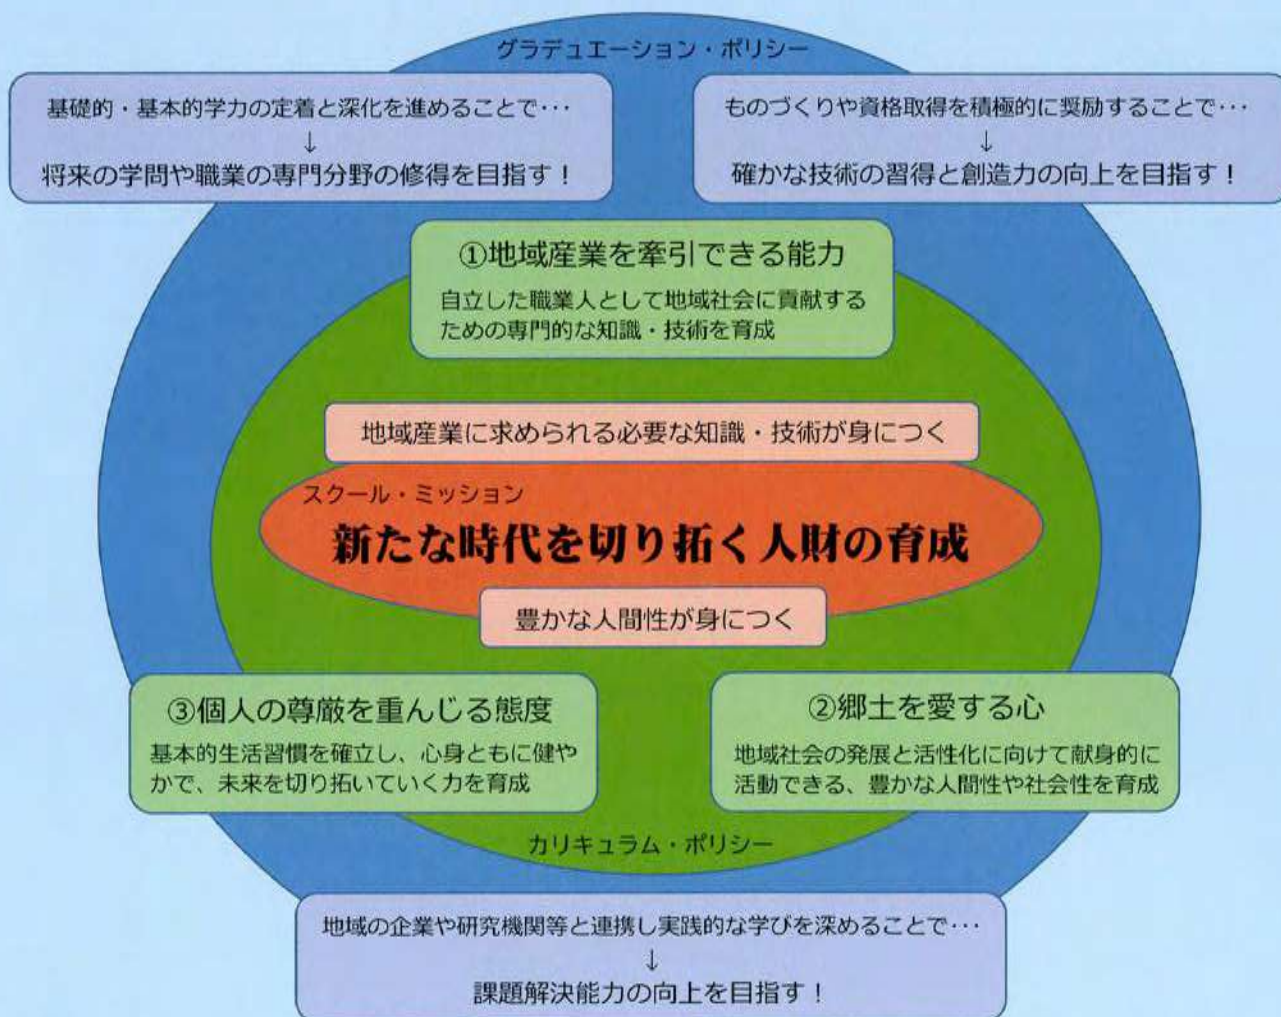 グラデュエーション・ポリシー
基礎的・基本的学力の定着と深化を進めることで･･･
↓
将来の学問や職業の専門分野の修得を目指す！
ものづくりや資格取得を積極的に奨励することで･･･
↓
確かな技術の習得と創造力の向上を目指す！
①地域産業を牽引できる能力
自立した職業人として地域社会に貢献する
ための専門的な知識・技術を育成
地域産業に求められる必要な知識・技術が身につく
スクール・ミッション
新たな時代を切り拓く人財の育成
豊かな人間性が身につく
③個人の尊厳を重んじる態度
基本的生活習慣を確立し、心身ともに健や
かで、未来を切り拓いていく力を育成
②郷土を愛する心
地域社会の発展と活性化に向けて献身的に
活動できる、豊かな人間性や社会性を育成
カリキュラム・ポリシー
地域の企業や研究機関等と連携し実践的な学びを深めることで･･･
↓
課題解決能力の向上を目指す！